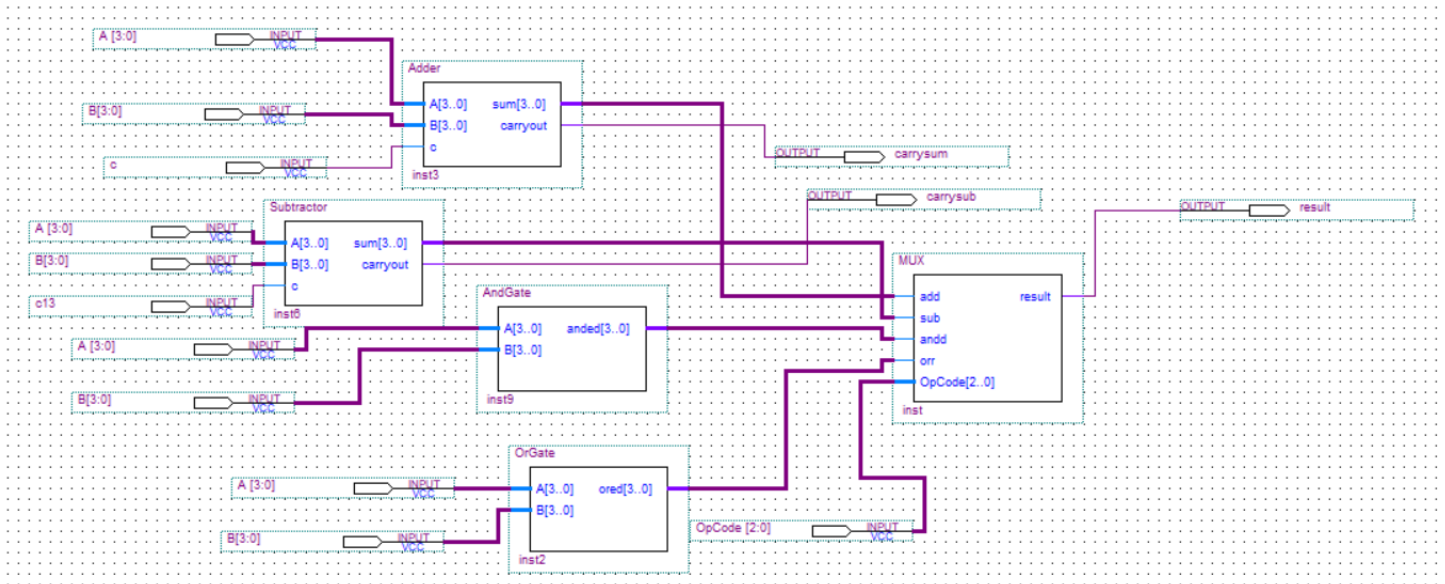 A [3:0] INPUT VCC
Adder
B[3:0] INPUT VCC
A[3..0] sum[3..0]
B[3..0] carryout
c
c INPUT VCC
inst3
OUTPUT carrysum
OUTPUT carrysub
OUTPUT result
Subtractor
A [3:0] INPUT VCC
B[3:0] INPUT VCC
c13 INPUT VCC
A[3..0] sum[3..0]
B[3..0] carryout
c
inst6
MUX
add result
sub
andd
orr
OpCode[2..0]
inst
AndGate
A [3:0] INPUT VCC
B[3:0] INPUT VCC
A[3..0] anded[3..0]
B[3..0]
inst9
OrGate
A [3:0] INPUT VCC
B[3:0] INPUT VCC
A[3..0] ored[3..0]
B[3..0]
inst2
OpCode [2:0] INPUT VCC